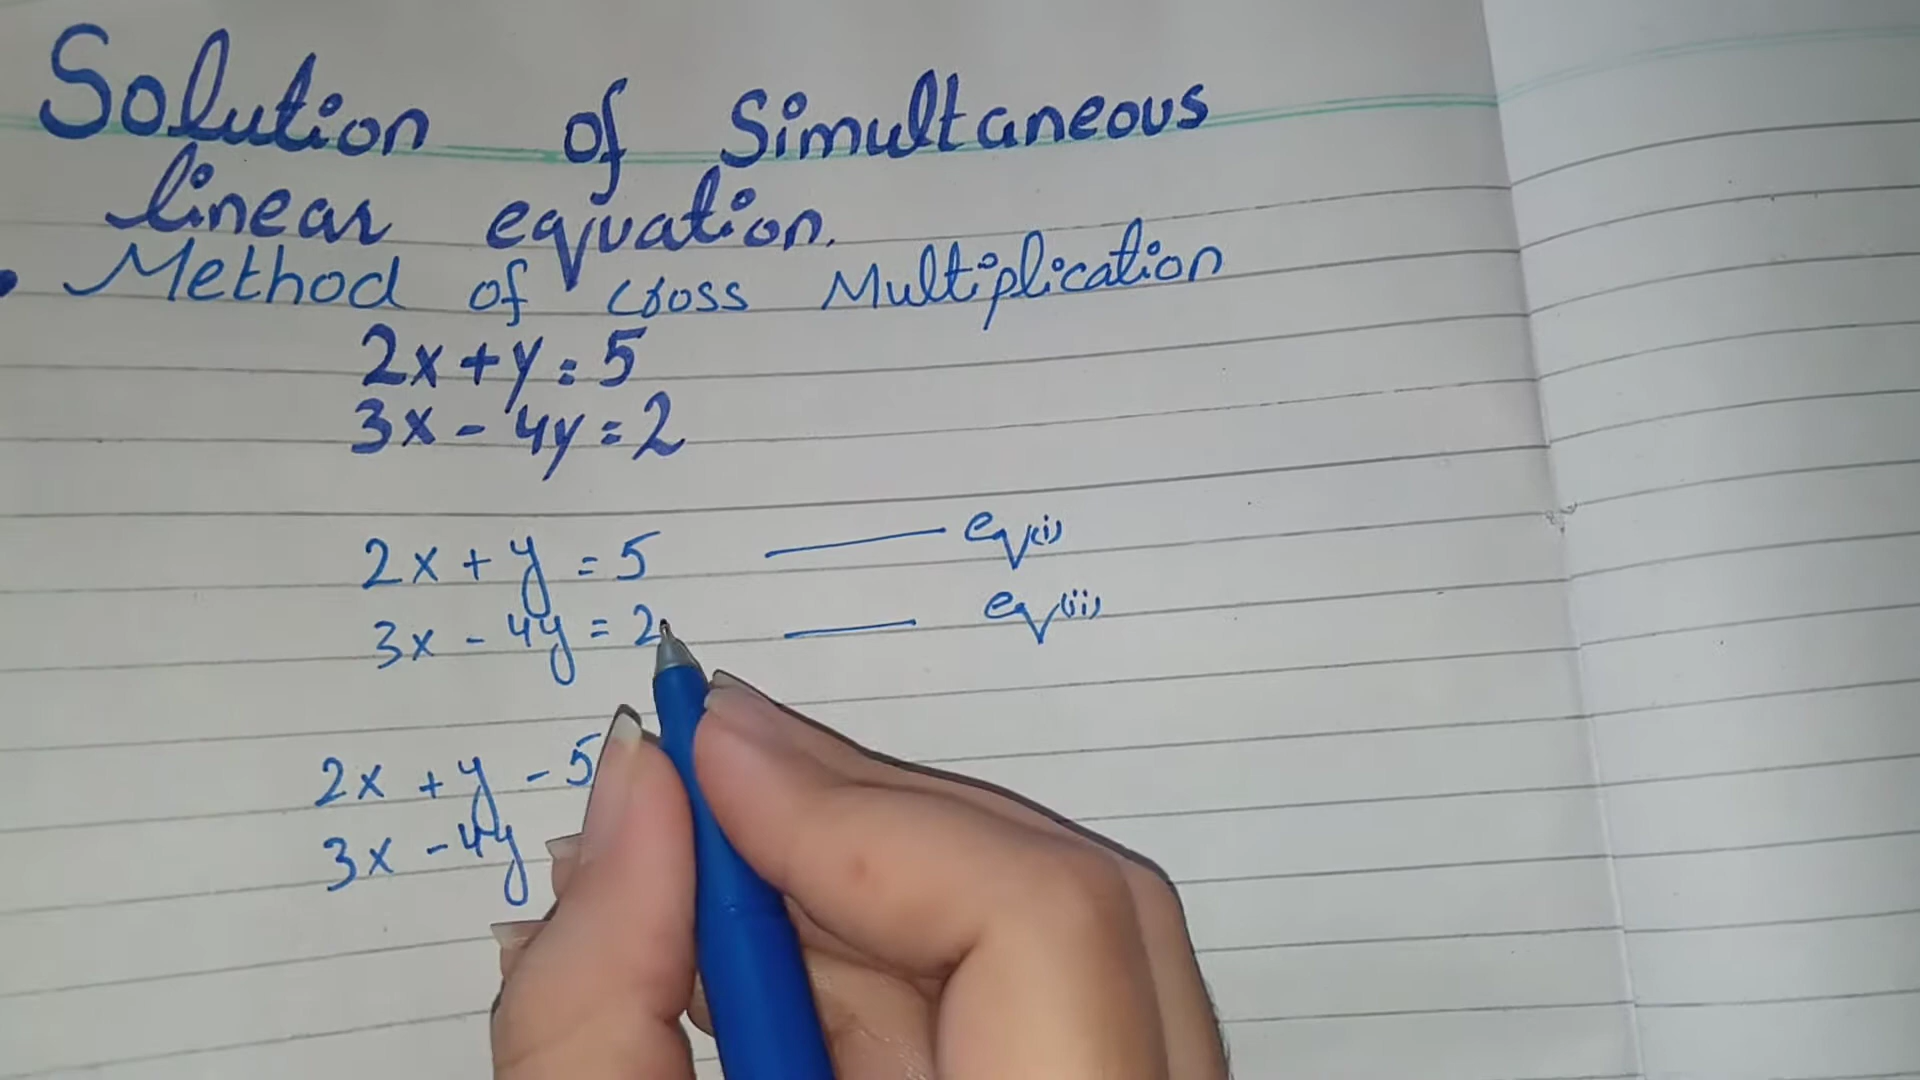 Solution of Simultaneous
linear equation.
• Method of cross Multiplication
2x + y = 5
3x - 4y = 2
2x + y = 5 —— eq(i)
3x - 4y = 2 —— eq(ii)
2x + y - 5
3x - 4y